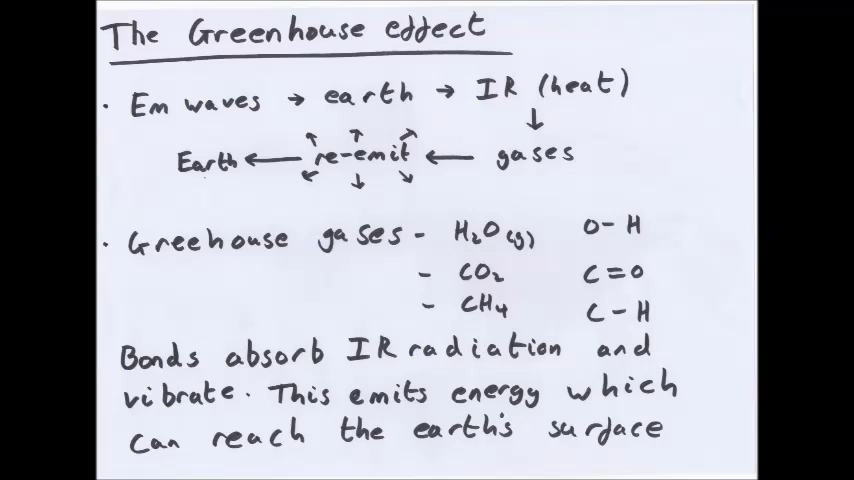 The Greenhouse effect
· Em waves → earth → IR (heat)
↓
Earth ← re-emit ← gases
· Greehouse gases - H₂O(g) O-H
- CO₂ C=O
- CH₄ C-H
Bonds absorb IR radiation and
vibrate. This emits energy which
can reach the earth's surface